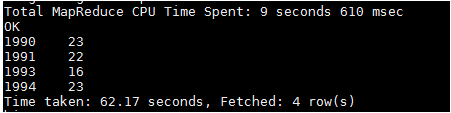 Total MapReduce CPU Time Spent: 9 seconds 610 msec
OK
1990    23
1991    22
1993    16
1994    23
Time taken: 62.17 seconds, Fetched: 4 row(s)